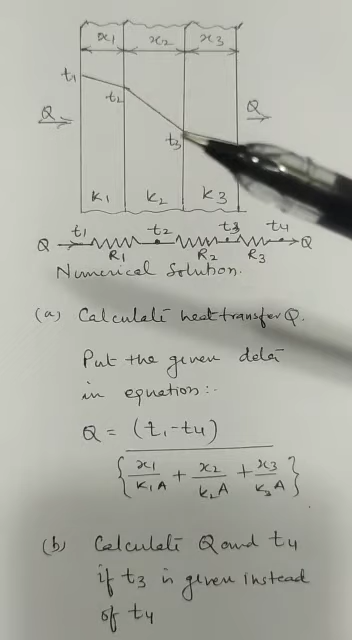 x1 x2 x3
t1
t2
Q Q
t3
K1 K2 K3
t1 t2 t3 t4
Q Q
R1 R2 R3
Numerical Solution.
(a) Calculate heat transfer Q.
Put the given data
in equation:-
Q = (t1-t4)
{x1/K1A + x2/K2A + x3/K3A}
(b) Calculate Q and t4
if t3 is given instead
of t4